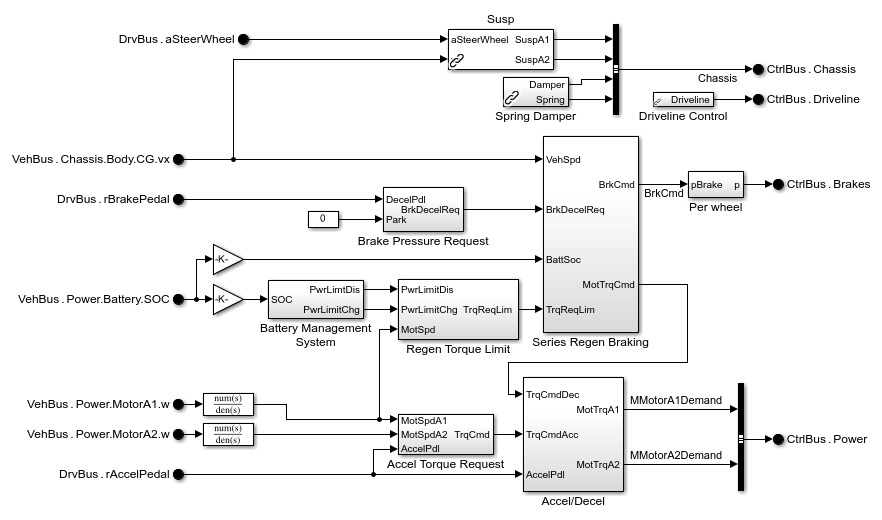 Susp
DrvBus.aSteerWheel
aSteerWheel SuspA1
SuspA2
CtrlBus.Chassis
Chassis
Damper
Spring
Spring Damper
Driveline
CtrlBus.Driveline
Driveline Control
VehBus.Chassis.Body.CG.vx
VehSpd
BrkCmd
BrkCmd
pBrake p
CtrlBus.Brakes
Per wheel
DrvBus.rBrakePedal
DecelPdl
BrkDecelReq
Park
0
Brake Pressure Request
BrkDecelReq
-K-
BattSoc
MotTrqCmd
VehBus.Power.Battery.SOC
-K-
SOC
PwrLimtDis
PwrLimitChg
Battery Management
System
PwrLimitDis
PwrLimitChg TrqReqLim
MotSpd
Regen Torque Limit
TrqReqLim
Series Regen Braking
VehBus.Power.MotorA1.w
num(s)
den(s)
VehBus.Power.MotorA2.w
num(s)
den(s)
MotSpdA1
MotSpdA2 TrqCmd
AccelPdl
Accel Torque Request
DrvBus.rAccelPedal
TrqCmdDec
MotTrqA1
TrqCmdAcc
MotTrqA2
AccelPdl
Accel/Decel
MMotorA1Demand
MMotorA2Demand
CtrlBus.Power